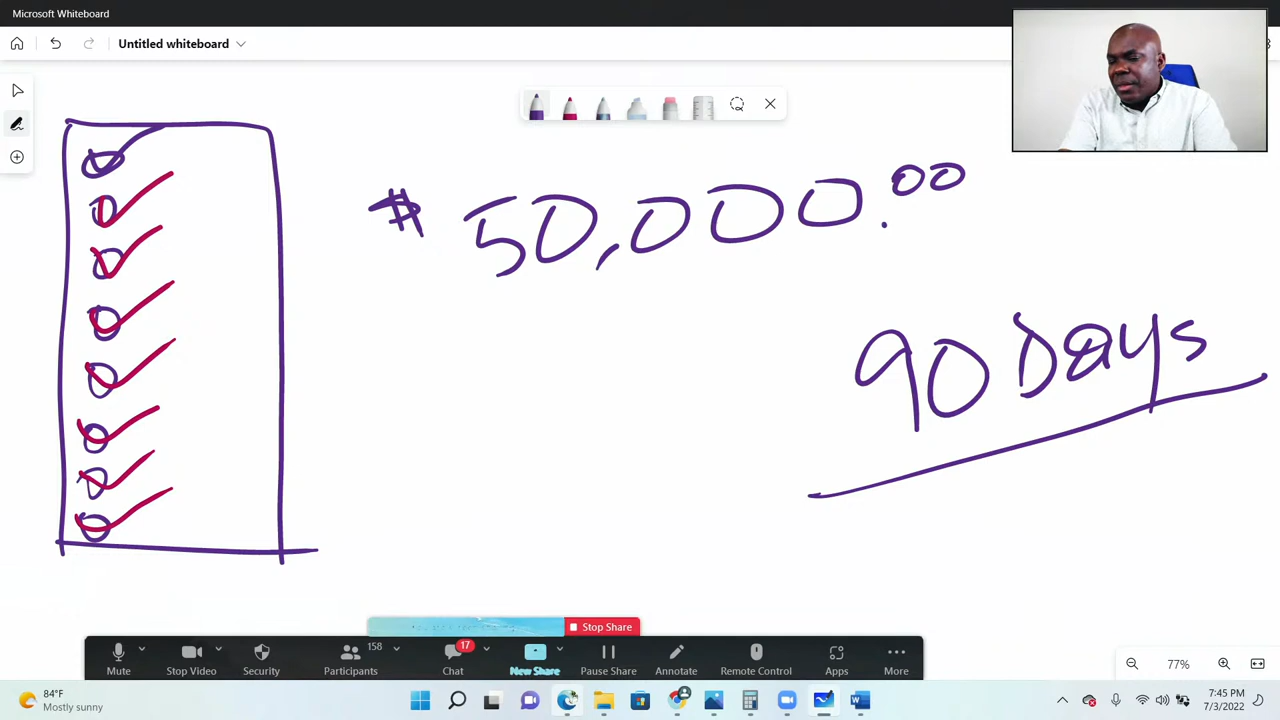 Microsoft Whiteboard
Untitled whiteboard
$ 50,000.00
90 Days
Stop Share
158
17
Mute
Stop Video
Security
Participants
Chat
New Share
Pause Share
Annotate
Remote Control
Apps
More
77%
84°F
Mostly sunny
7:45 PM
7/3/2022